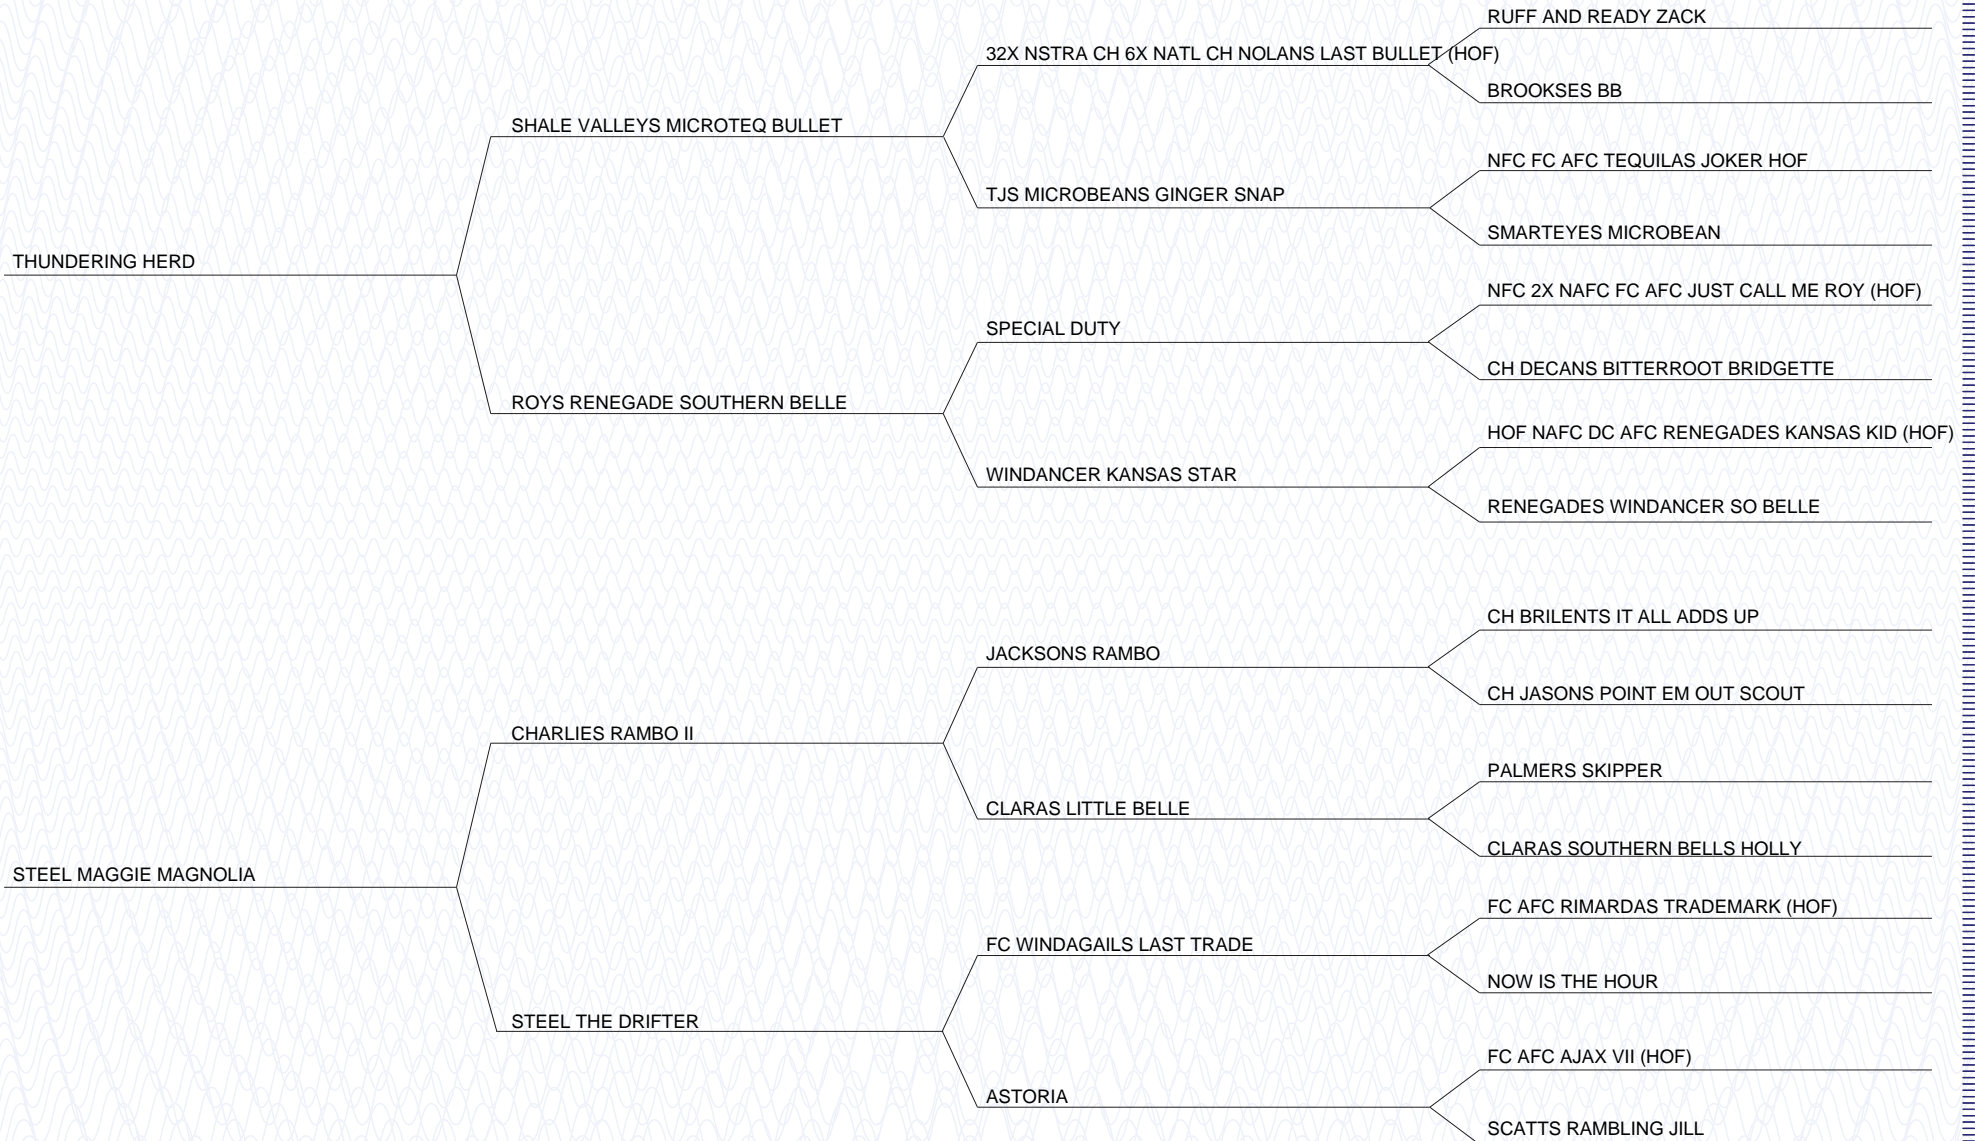 RUFF AND READY ZACK
32X NSTRA CH 6X NATL CH NOLANS LAST BULLET (HOF)
BROOKSES BB
SHALE VALLEYS MICROTEQ BULLET
NFC FC AFC TEQUILAS JOKER HOF
TJS MICROBEANS GINGER SNAP
SMARTEYES MICROBEAN
THUNDERING HERD
NFC 2X NAFC FC AFC JUST CALL ME ROY (HOF)
SPECIAL DUTY
CH DECANS BITTERROOT BRIDGETTE
ROYS RENEGADE SOUTHERN BELLE
HOF NAFC DC AFC RENEGADES KANSAS KID (HOF)
WINDANCER KANSAS STAR
RENEGADES WINDANCER SO BELLE
CH BRILENTS IT ALL ADDS UP
JACKSONS RAMBO
CH JASONS POINT EM OUT SCOUT
CHARLIES RAMBO II
PALMERS SKIPPER
CLARAS LITTLE BELLE
CLARAS SOUTHERN BELLS HOLLY
STEEL MAGGIE MAGNOLIA
FC AFC RIMARDAS TRADEMARK (HOF)
FC WINDAGAILS LAST TRADE
NOW IS THE HOUR
STEEL THE DRIFTER
FC AFC AJAX VII (HOF)
ASTORIA
SCATTS RAMBLING JILL